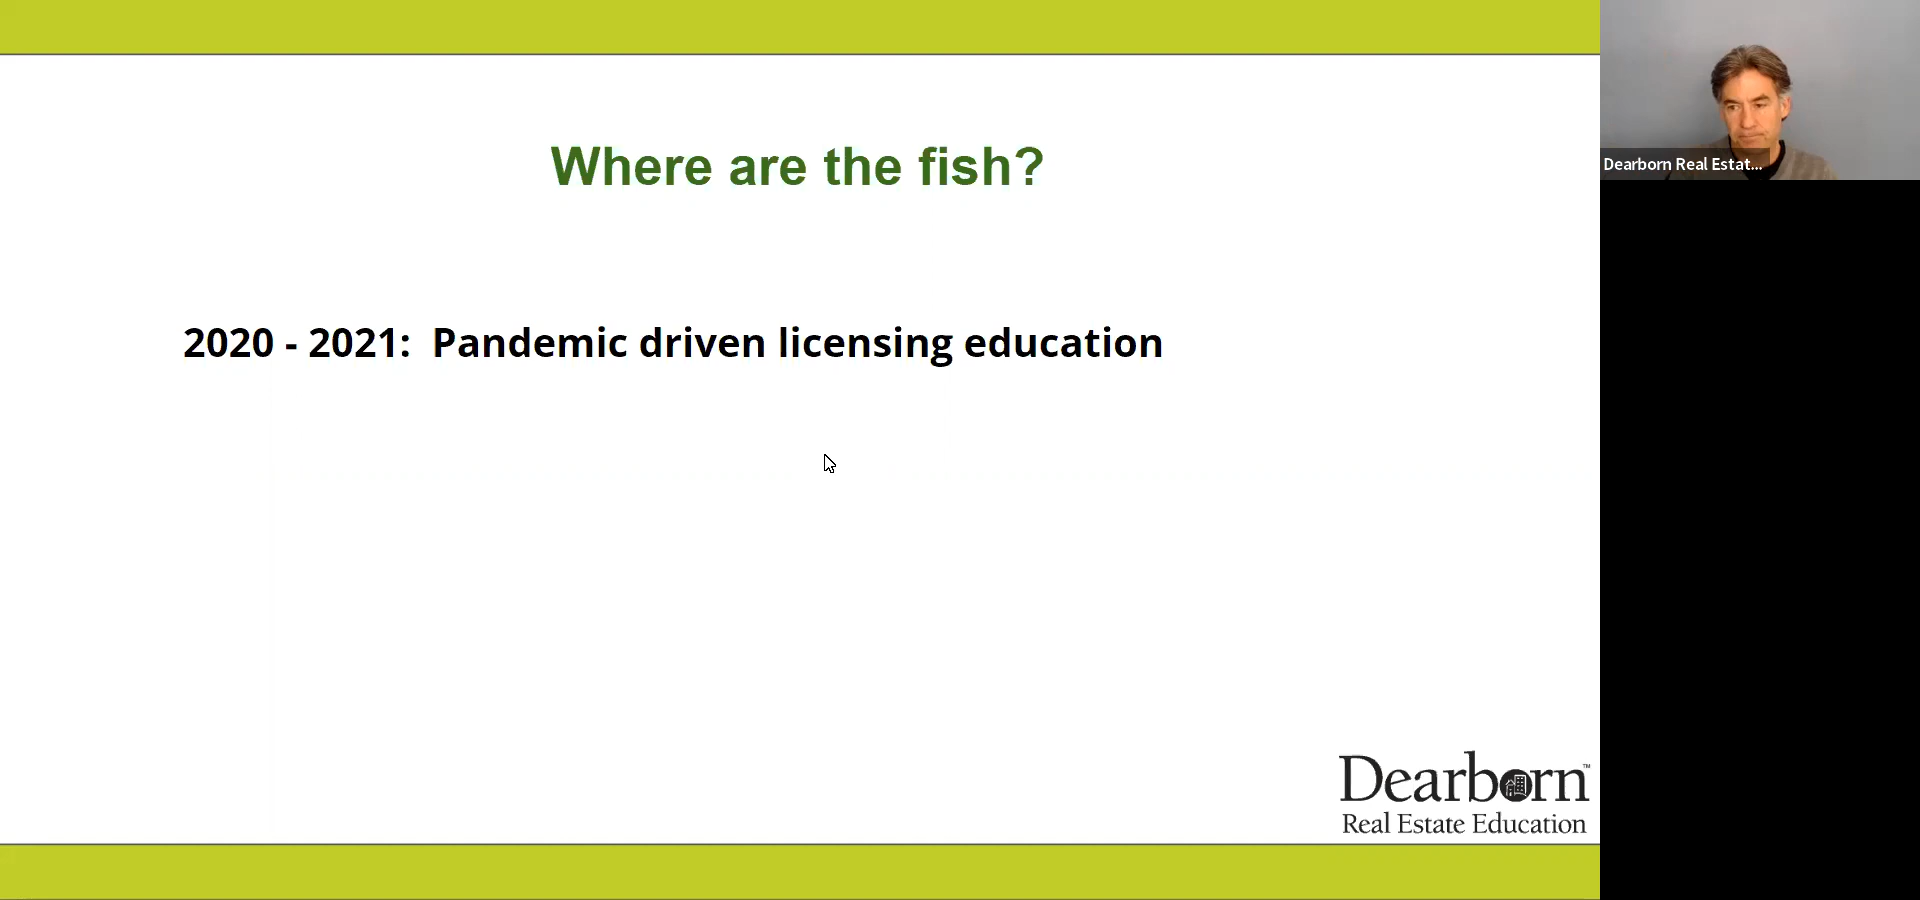 Where are the fish?
Dearborn Real Estat...
2020 - 2021: Pandemic driven licensing education
Dearborn™
Real Estate Education